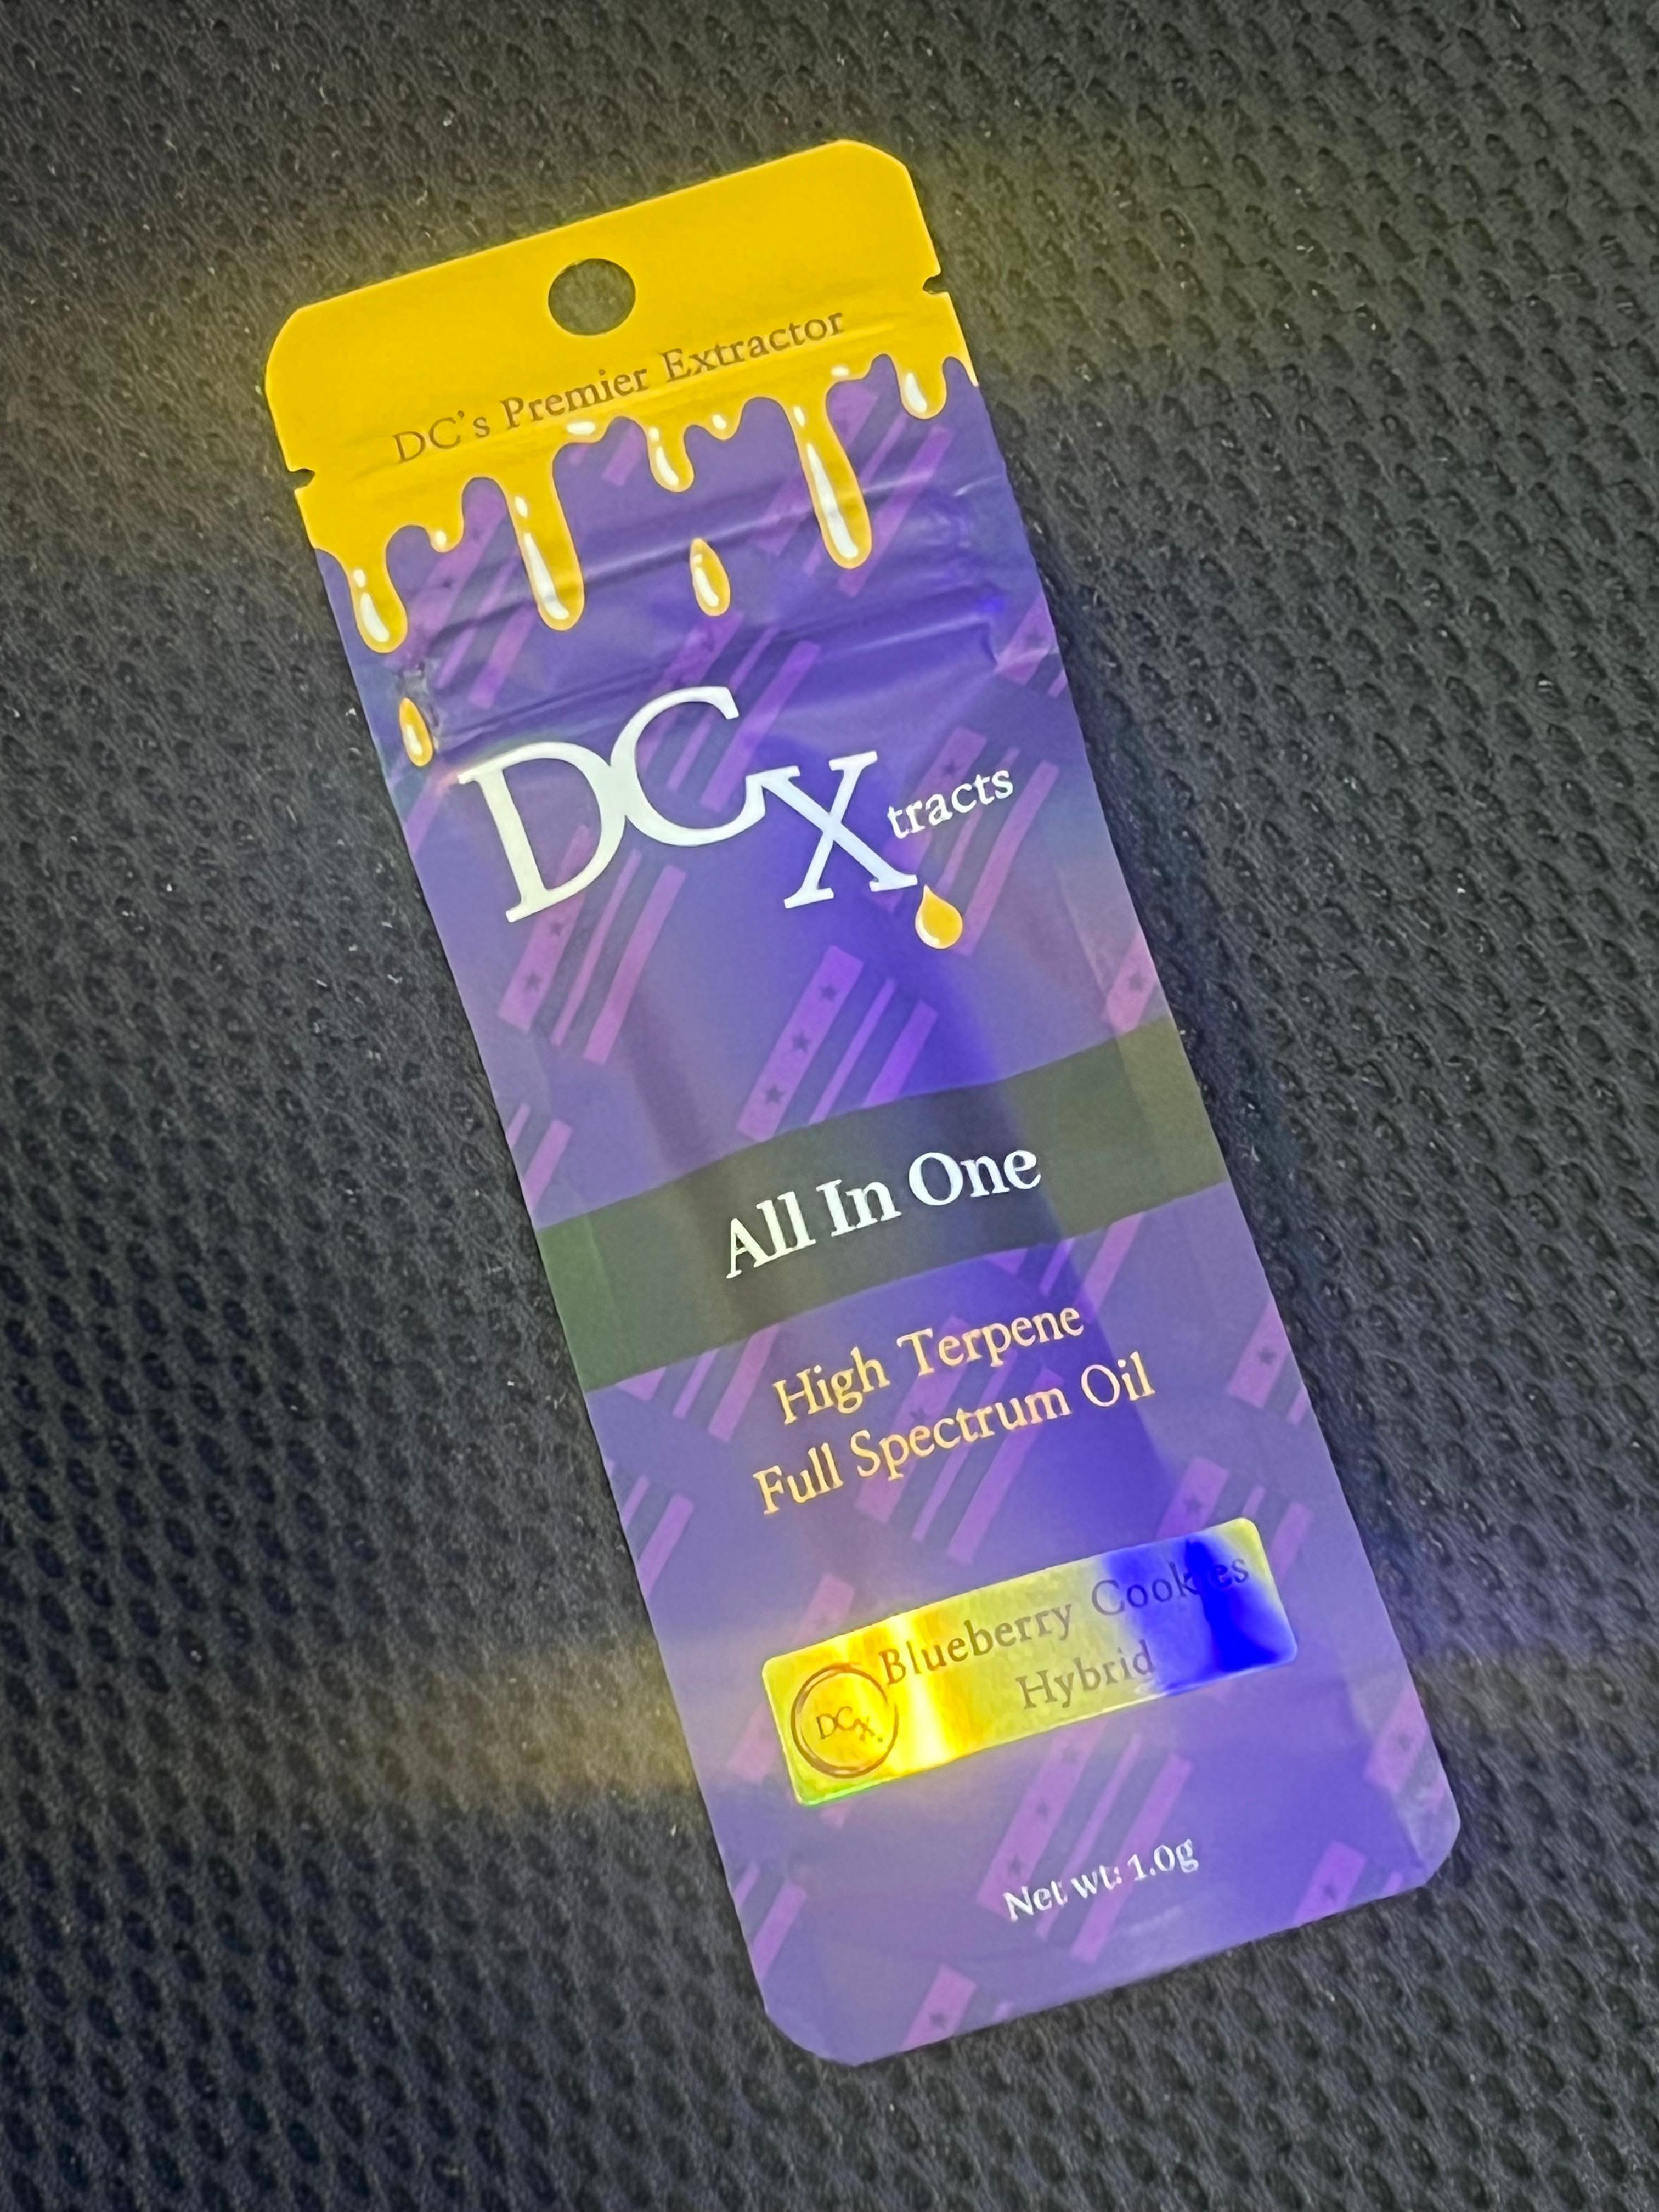 DC's Premier Extractor
DCX tracts
All In One
High Terpene
Full Spectrum Oil
Blueberry Cookies
Hybrid
DCX
Net wt: 1.0g